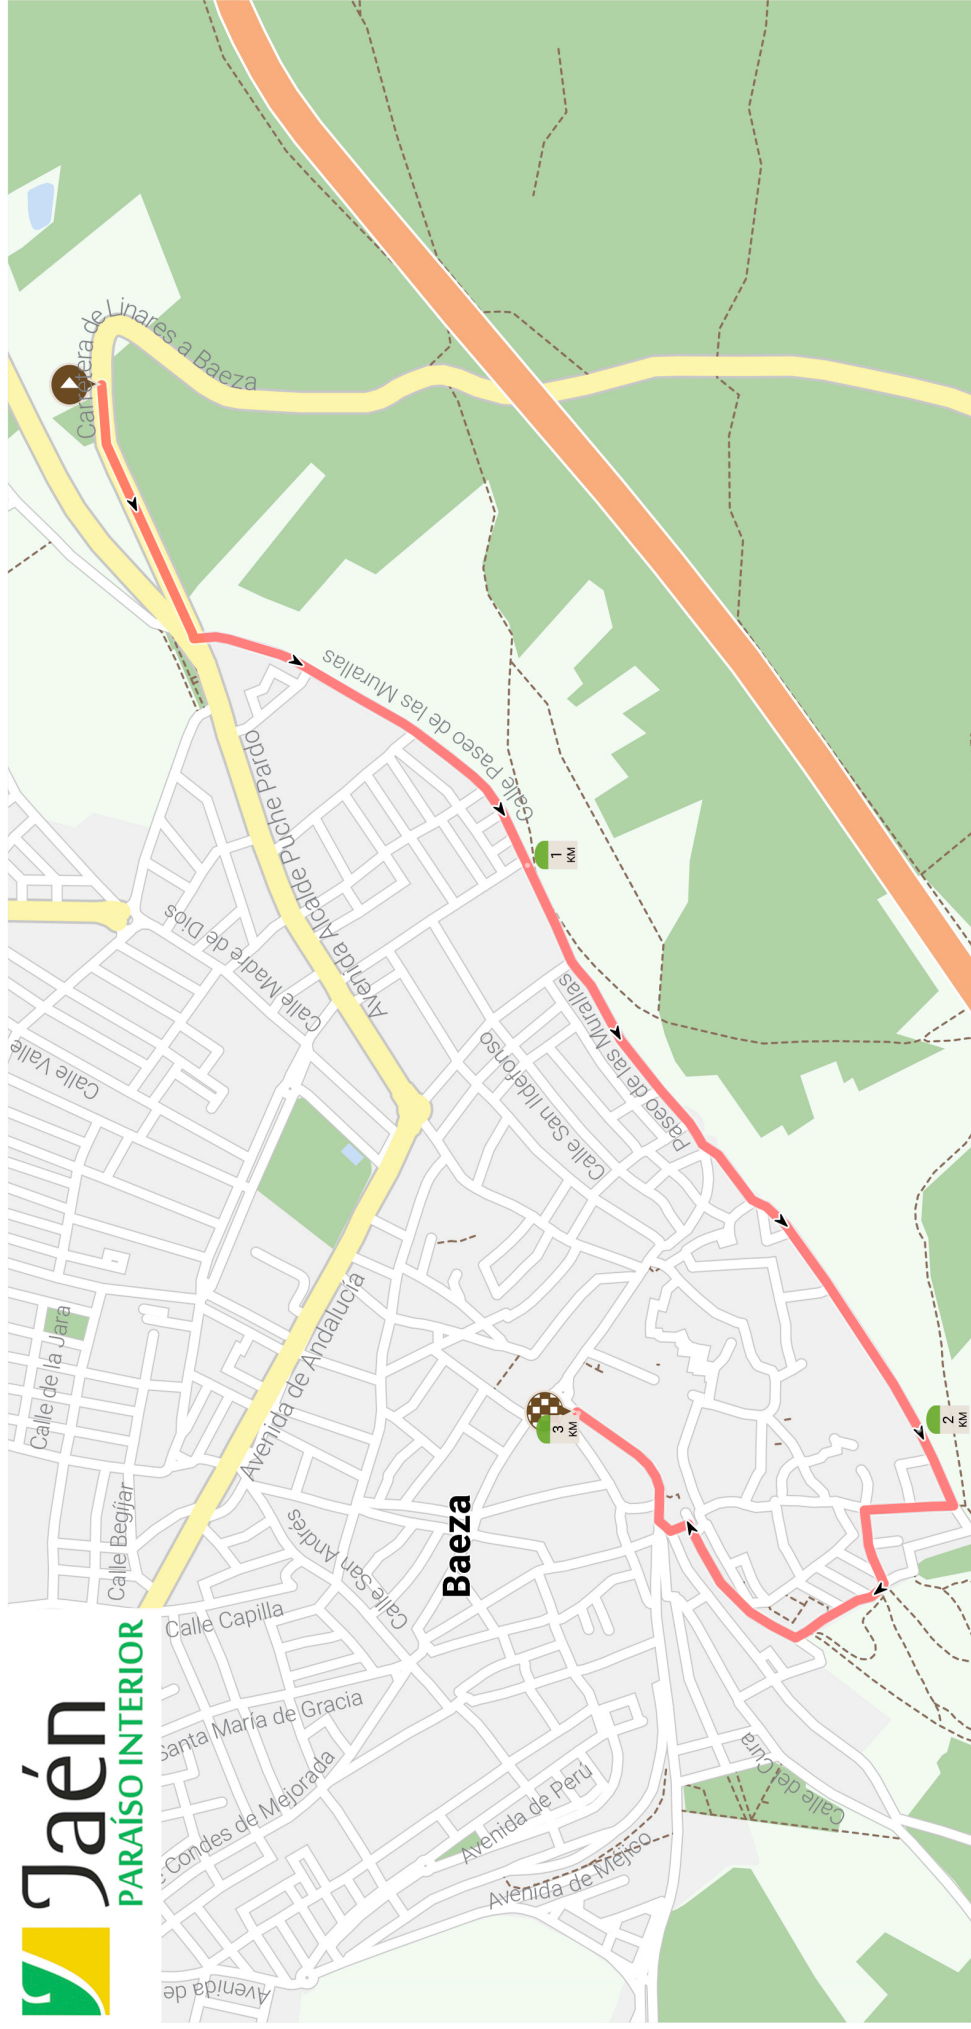 Jaén
PARAÍSO INTERIOR
Calle Begíjar
Calle de la Jara
Calle Valle
Carretera de Linares a Baeza
Calle Capilla
Santa María de Gracia
Condes de Mejorada
Avenida de
Avenida de Andalucía
Calle San Andrés
Calle Madre de Dios
Avenida Alcalde Puche Pardo
Baeza
Avenida de Perú
Avenida de Méjico
Calle San Ildefonso
Calle Paseo de las Murallas
Paseo de las Murallas
Calle del Cura
3
KM
1
KM
2
KM